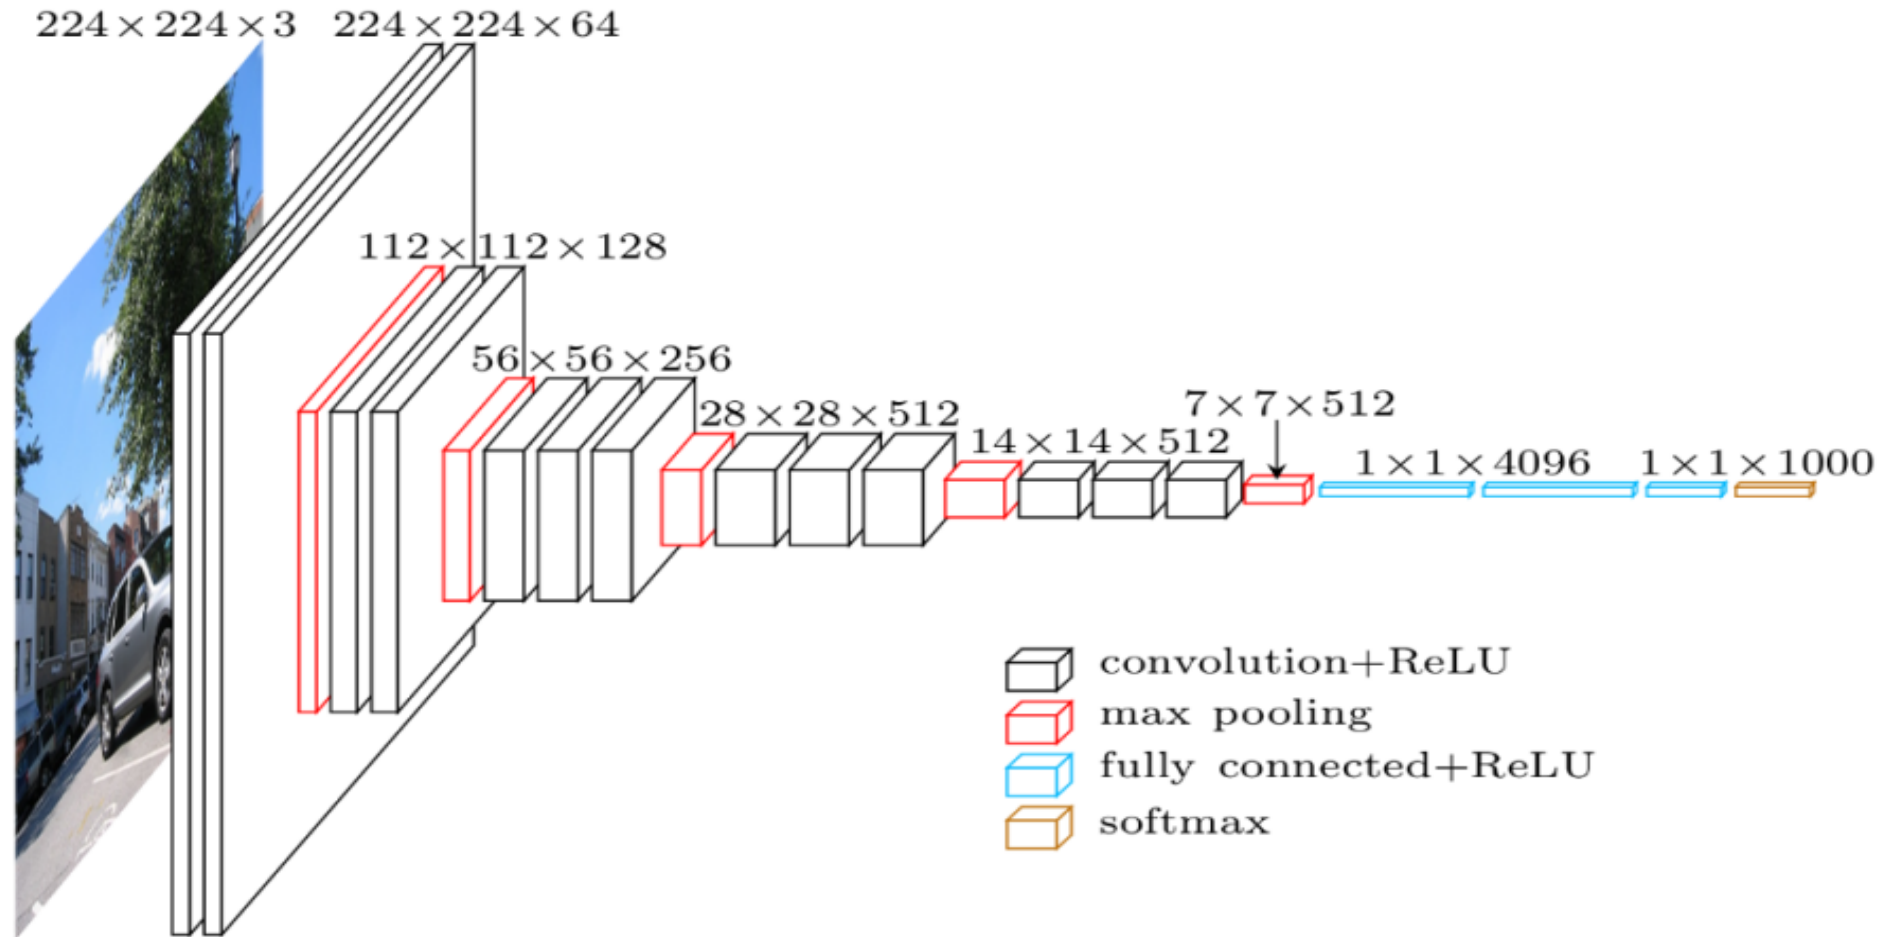 224×224×3
224×224×64
112×112×128
56×56×256
28×28×512
14×14×512
7×7×512
1×1×4096
1×1×1000
convolution+ReLU
max pooling
fully connected+ReLU
softmax